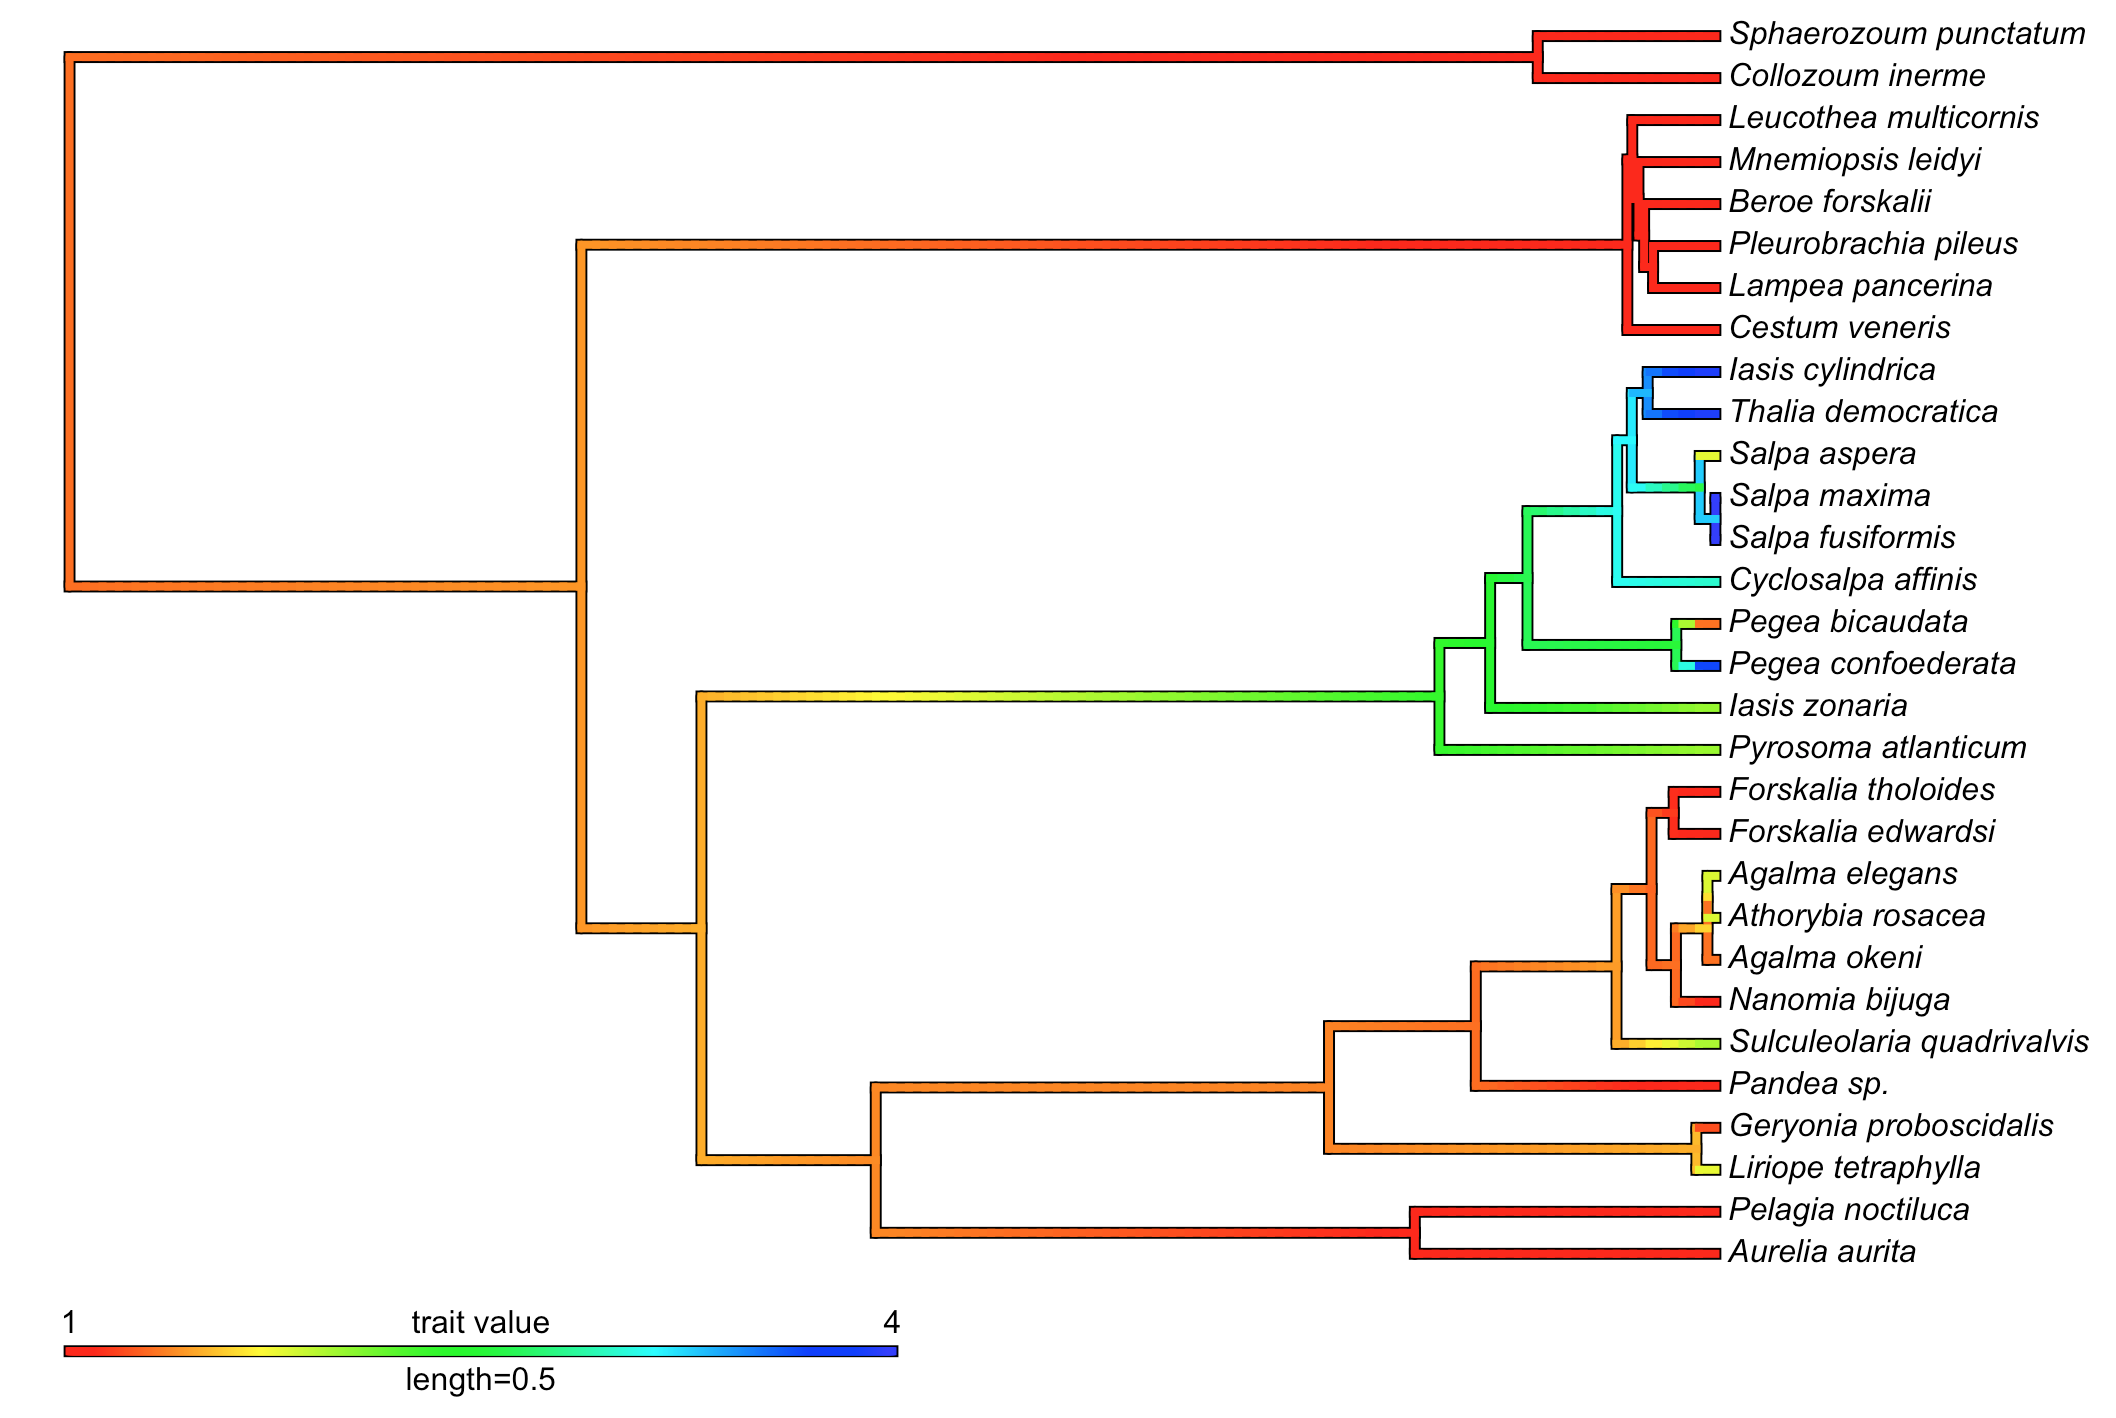 Sphaerozoum punctatum
Collozoum inerme
Leucothea multicornis
Mnemiopsis leidyi
Beroe forskalii
Pleurobrachia pileus
Lampea pancerina
Cestum veneris
Iasis cylindrica
Thalia democratica
Salpa aspera
Salpa maxima
Salpa fusiformis
Cyclosalpa affinis
Pegea bicaudata
Pegea confoederata
Iasis zonaria
Pyrosoma atlanticum
Forskalia tholoides
Forskalia edwardsi
Agalma elegans
Athorybia rosacea
Agalma okeni
Nanomia bijuga
Sulculeolaria quadrivalvis
Pandea sp.
Geryonia proboscidalis
Liriope tetraphylla
Pelagia noctiluca
Aurelia aurita
1 trait value 4
length=0.5